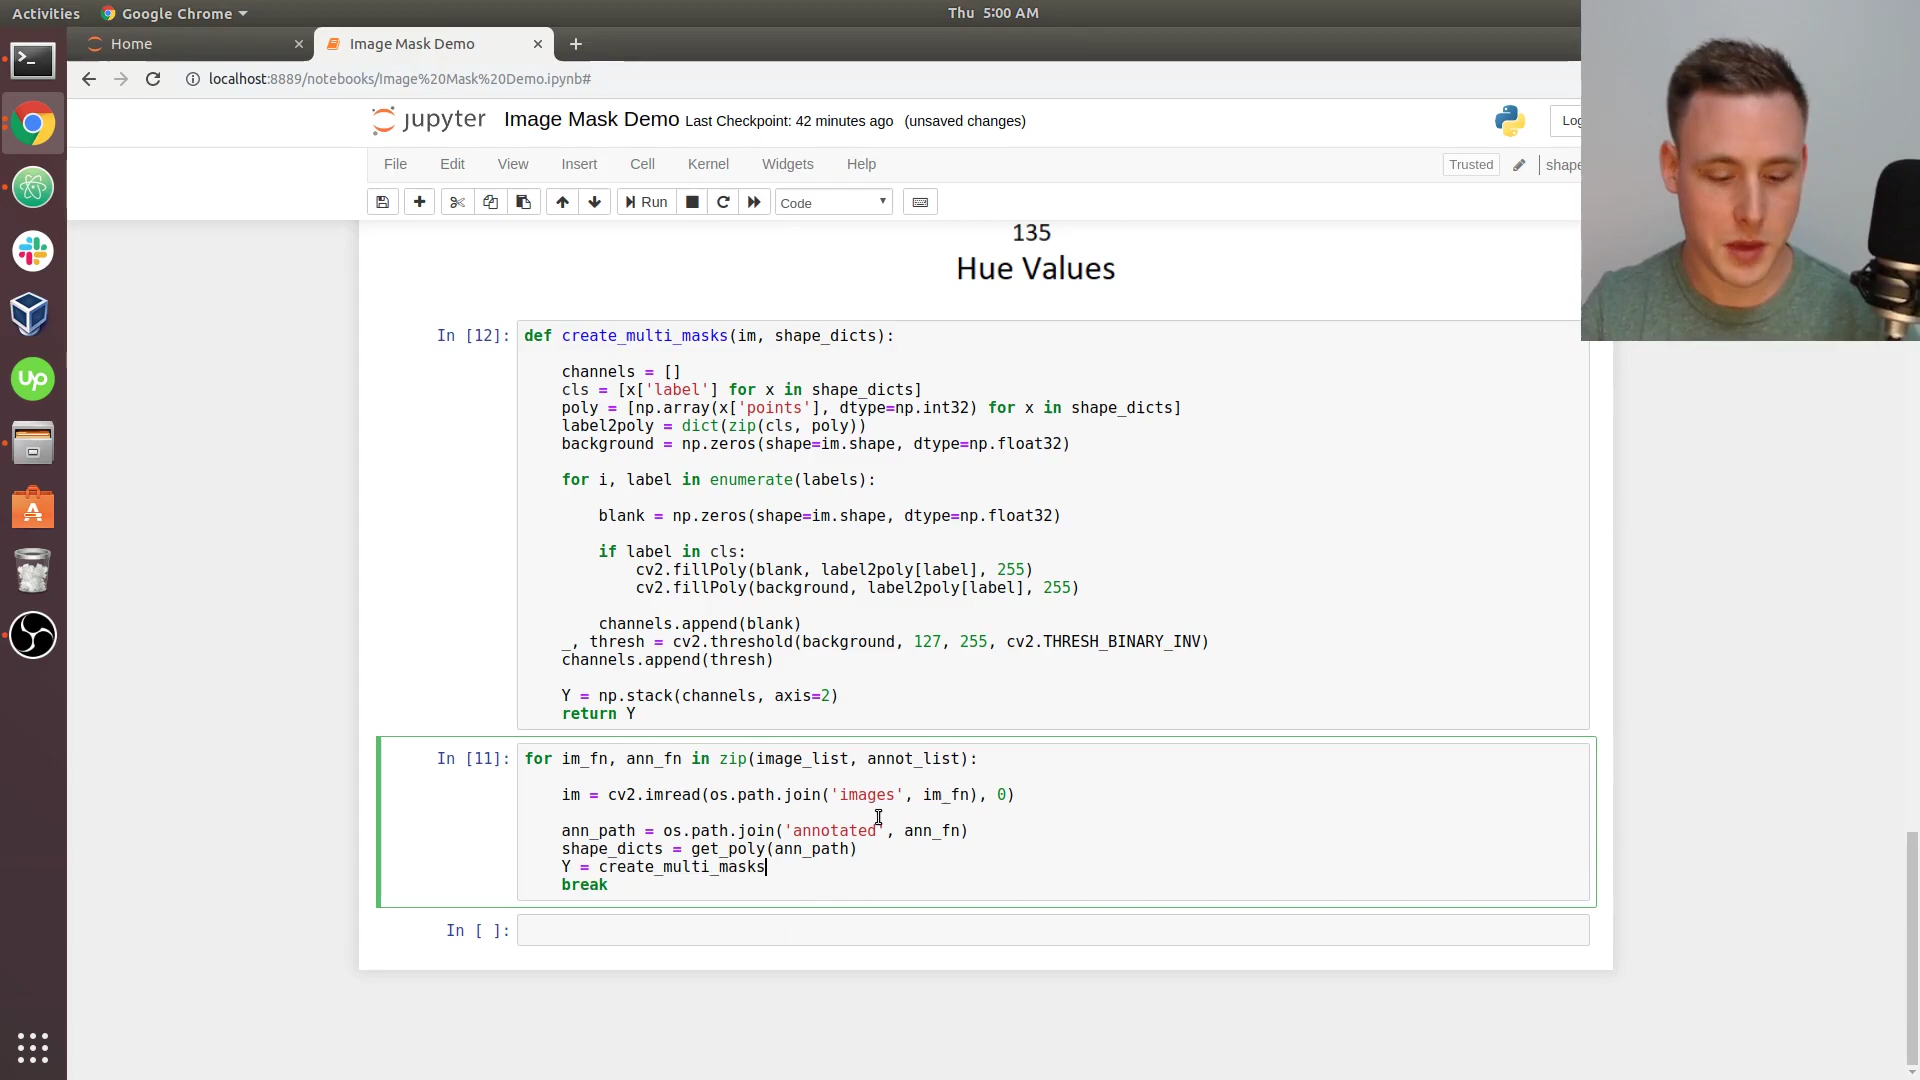 Activities
Google Chrome
Thu 5:00 AM
Home
Image Mask Demo
localhost:8889/notebooks/Image%20Mask%20Demo.ipynb#
jupyter Image Mask Demo Last Checkpoint: 42 minutes ago (unsaved changes)
Log
File Edit View Insert Cell Kernel Widgets Help
Trusted
shape
Run
Code
135
Hue Values
In [12]: def create_multi_masks(im, shape_dicts):
channels = []
cls = [x['label'] for x in shape_dicts]
poly = [np.array(x['points'], dtype=np.int32) for x in shape_dicts]
label2poly = dict(zip(cls, poly))
background = np.zeros(shape=im.shape, dtype=np.float32)
for i, label in enumerate(labels):
blank = np.zeros(shape=im.shape, dtype=np.float32)
if label in cls:
cv2.fillPoly(blank, label2poly[label], 255)
cv2.fillPoly(background, label2poly[label], 255)
channels.append(blank)
_, thresh = cv2.threshold(background, 127, 255, cv2.THRESH_BINARY_INV)
channels.append(thresh)
Y = np.stack(channels, axis=2)
return Y
In [11]: for im_fn, ann_fn in zip(image_list, annot_list):
im = cv2.imread(os.path.join('images', im_fn), 0)
ann_path = os.path.join('annotated', ann_fn)
shape_dicts = get_poly(ann_path)
Y = create_multi_masks
break
In [ ]:
Up